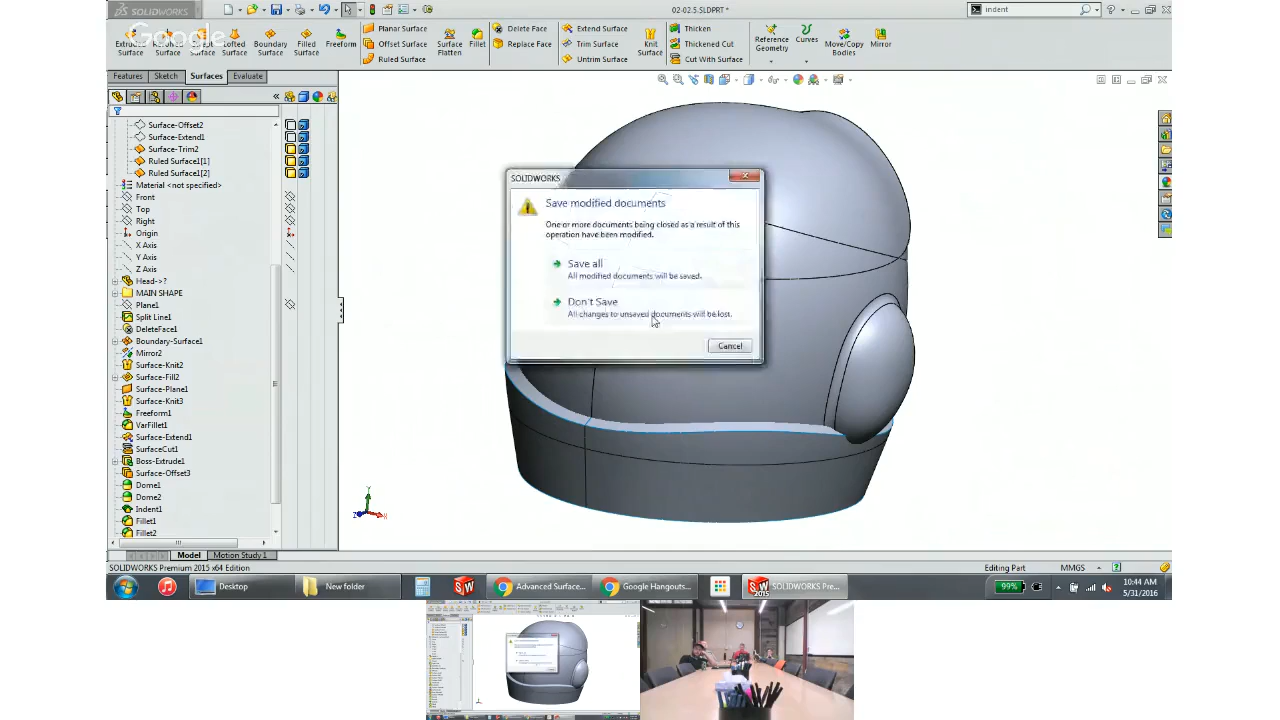 02-02.5.SLDPRT *
indent
Google
Extruded Surface
Lofted Surface
Boundary Surface
Filled Surface
Freeform
Planar Surface
Offset Surface
Ruled Surface
Surface Flatten
Fillet
Delete Face
Replace Face
Extend Surface
Trim Surface
Untrim Surface
Knit Surface
Thicken
Thickened Cut
Cut With Surface
Reference Geometry
Curves
Move/Copy Bodies
Mirror
Features
Sketch
Surfaces
Evaluate
Surface-Offset2
Surface-Extend1
Surface-Trim2
Ruled Surface1[1]
Ruled Surface1[2]
Material <not specified>
Front
Top
Right
Origin
X Axis
Y Axis
Z Axis
Head->?
MAIN SHAPE
Plane1
Split Line1
DeleteFace1
Boundary-Surface1
Mirror2
Surface-Knit2
Surface-Fill2
Surface-Plane1
Surface-Knit3
Freeform1
VarFillet1
Surface-Extend1
SurfaceCut1
Boss-Extrude1
Surface-Offset3
Dome1
Dome2
Indent1
Fillet1
Fillet2
SOLIDWORKS
Save modified documents
One or more documents being closed as a result of this
operation have been modified.
Save all
All modified documents will be saved.
Don't Save
All changes to unsaved documents will be lost.
Cancel
Y
Z
X
Model
Motion Study 1
SOLIDWORKS Premium 2015 x64 Edition
Editing Part
MMGS
Desktop
New folder
Advanced Surface...
Google Hangouts...
SOLIDWORKS Pre...
99%
10:44 AM
5/31/2016